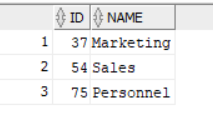 ID NAME
1 37 Marketing
2 54 Sales
3 75 Personnel